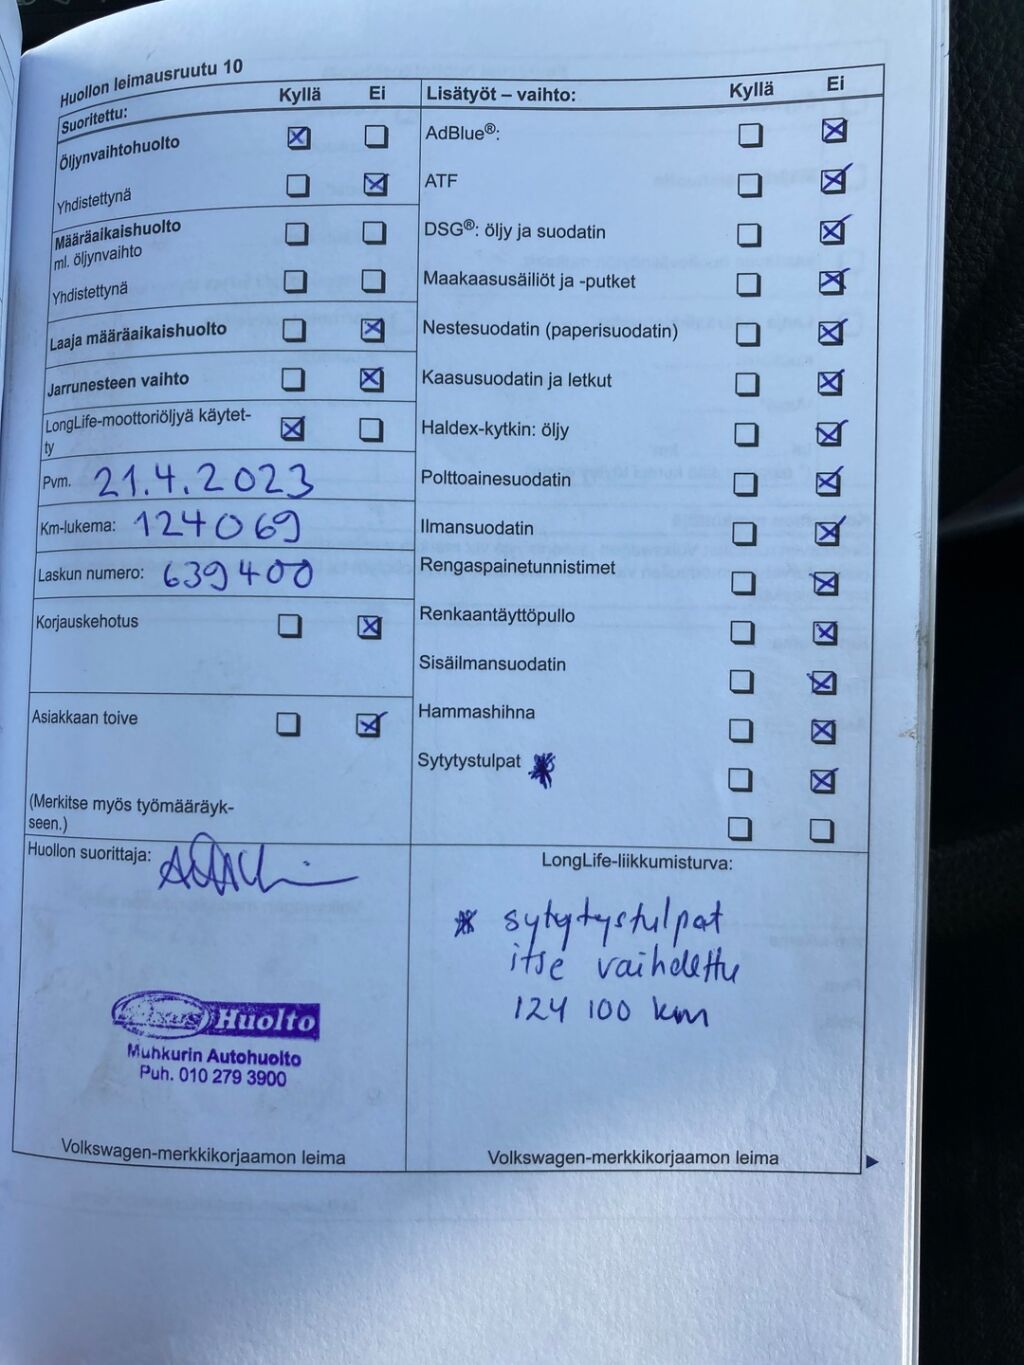 Huollon leimausruutu 10
Suoritettu: Kyllä Ei
Öljynvaihtohuolto
Yhdistettynä
Määräaikaishuolto
ml. öljynvaihto
Yhdistettynä
Laaja määräaikaishuolto
Jarrunesteen vaihto
LongLife-moottoriöljyä käytet-
ty
Pvm. 21.4.2023
Km-lukema: 124069
Laskun numero: 639400
Korjauskehotus
Asiakkaan toive
(Merkitse myös työmääräyk-
seen.)
Huollon suorittaja:
Huolto
Muhkurin Autohuolto
Puh. 010 279 3900
Volkswagen-merkkikorjaamon leima
Lisätyöt – vaihto: Kyllä Ei
AdBlue®:
ATF
DSG®: öljy ja suodatin
Maakaasusäiliöt ja -putket
Nestesuodatin (paperisuodatin)
Kaasusuodatin ja letkut
Haldex-kytkin: öljy
Polttoainesuodatin
Ilmansuodatin
Rengaspainetunnistimet
Renkaantäyttöpullo
Sisäilmansuodatin
Hammashihna
Sytytystulpat *
LongLife-liikkumisturva:
* sytytystulpat
itse vaihdettu
124 100 km
Volkswagen-merkkikorjaamon leima